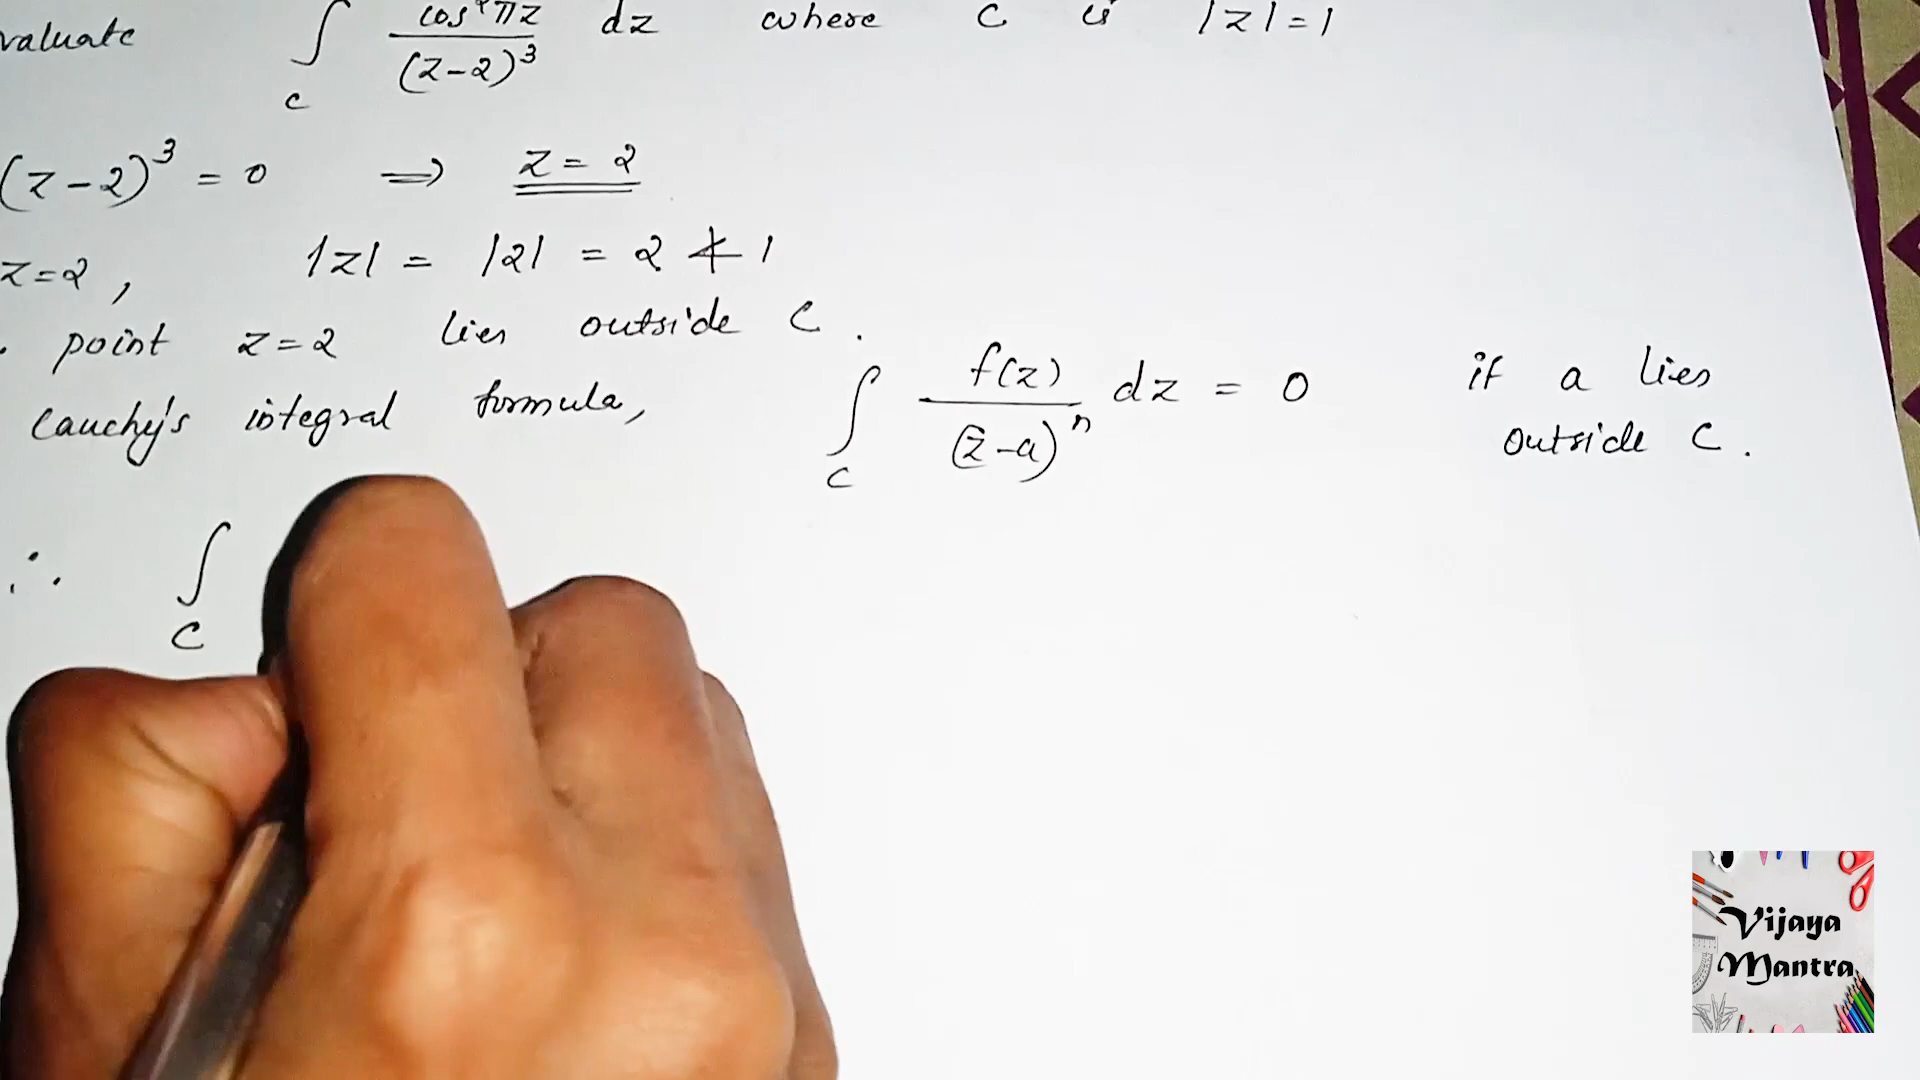 valuate ∫_C cos²πz/(z-2)³ dz where C is |z|=1
(z-2)³ = 0 ⇒ z = 2
z=2, |z| = |2| = 2 ≮ 1
. point z=2 lies outside C.
Cauchy's integral formula, ∫_C f(z)/(z-a)ⁿ dz = 0 if a lies outside C.
∴ ∫_C
Vijaya
Mantra